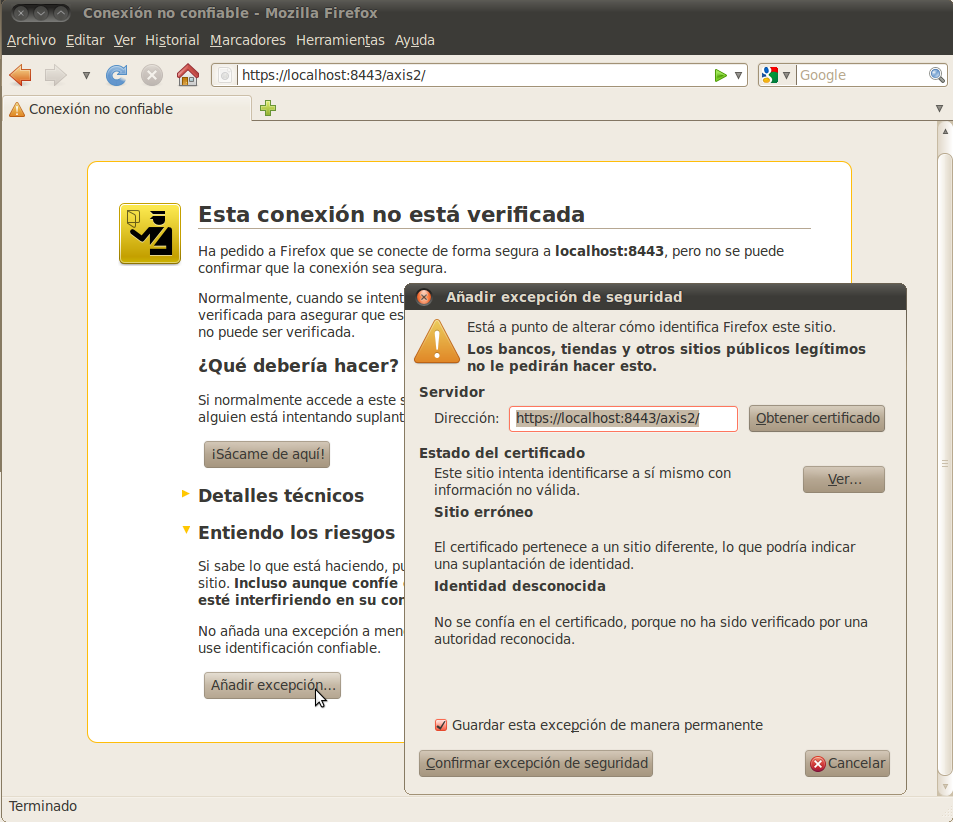 Conexión no confiable - Mozilla Firefox
Archivo Editar Ver Historial Marcadores Herramientas Ayuda
https://localhost:8443/axis2/
Google
Conexión no confiable
Esta conexión no está verificada
Ha pedido a Firefox que se conecte de forma segura a localhost:8443, pero no se puede
confirmar que la conexión sea segura.
Normalmente, cuando se intent
verificada para asegurar que es
no puede ser verificada.
¿Qué debería hacer?
Si normalmente accede a este s
alguien está intentando suplant
¡Sácame de aquí!
Detalles técnicos
Entiendo los riesgos
Si sabe lo que está haciendo, pu
sitio. Incluso aunque confíe
esté interfiriendo en su con
No añada una excepción a men
use identificación confiable.
Añadir excepción...
Añadir excepción de seguridad
Está a punto de alterar cómo identifica Firefox este sitio.
Los bancos, tiendas y otros sitios públicos legítimos
no le pedirán hacer esto.
Servidor
Dirección: https://localhost:8443/axis2/ Obtener certificado
Estado del certificado
Este sitio intenta identificarse a sí mismo con
información no válida.
Ver...
Sitio erróneo
El certificado pertenece a un sitio diferente, lo que podría indicar
una suplantación de identidad.
Identidad desconocida
No se confía en el certificado, porque no ha sido verificado por una
autoridad reconocida.
Guardar esta excepción de manera permanente
Confirmar excepción de seguridad Cancelar
Terminado